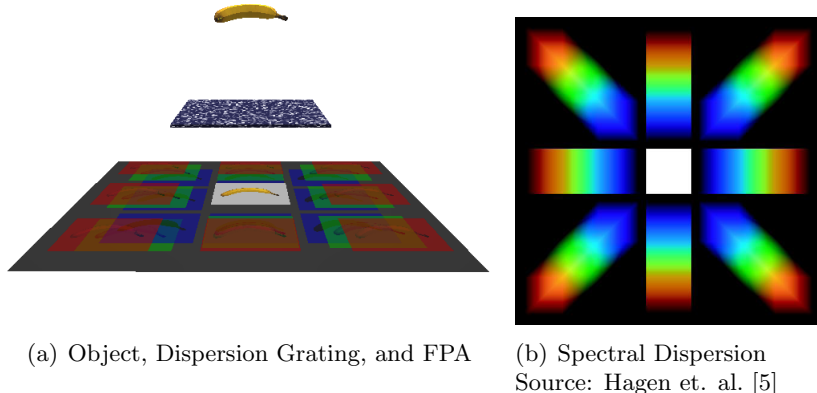 (a) Object, Dispersion Grating, and FPA
(b) Spectral Dispersion
Source: Hagen et. al. [5]